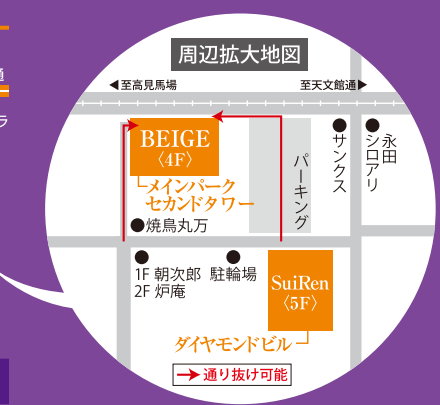 通
ラ
周辺拡大地図
◀至高見馬場
至天文館通▶
BEIGE
〈4F〉
メインパーク
セカンドタワー
●焼鳥丸万
パーキング
●サンクス
●シロアリ
永田
●
1F 朝次郎
2F 炉庵
●
駐輪場
SuiRen
〈5F〉
ダイヤモンドビル
→通り抜け可能